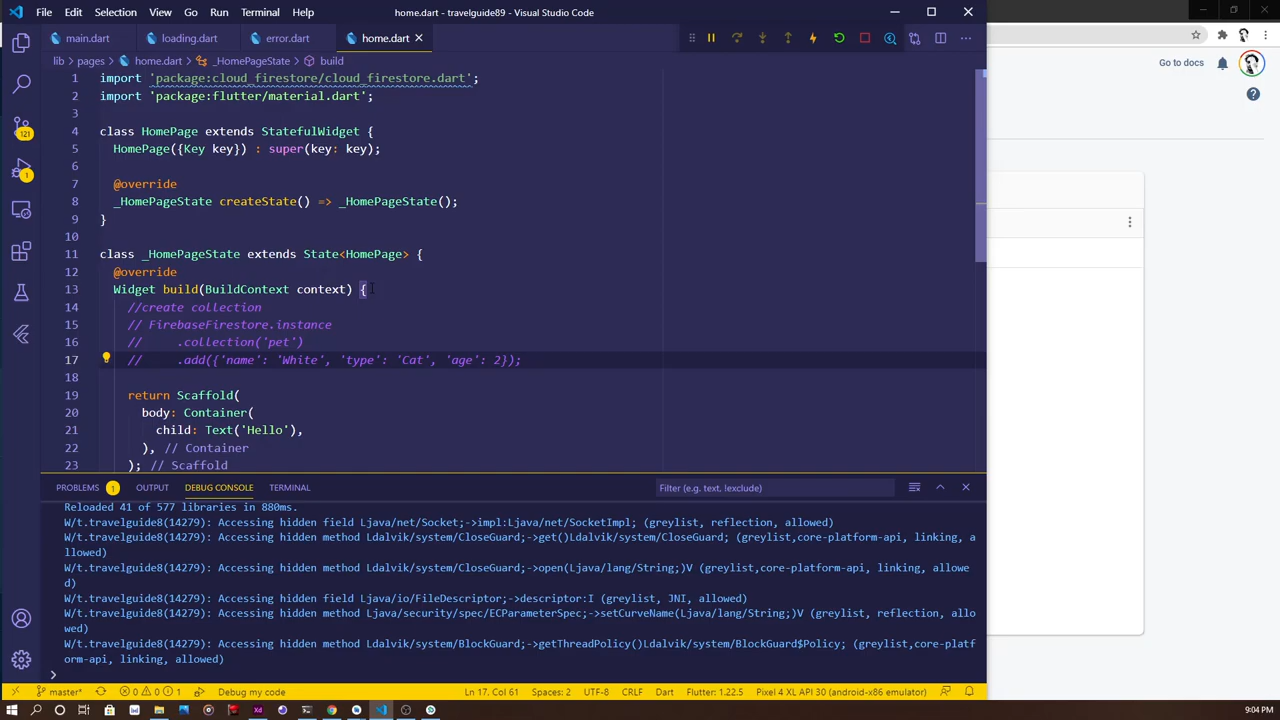 File Edit Selection View Go Run Terminal Help home.dart - travelguide89 - Visual Studio Code
main.dart loading.dart error.dart home.dart
lib > pages > home.dart > _HomePageState > build
Go to docs
1 import 'package:cloud_firestore/cloud_firestore.dart';
2 import 'package:flutter/material.dart';
3
4 class HomePage extends StatefulWidget {
5 HomePage({Key key}) : super(key: key);
6
7 @override
8 _HomePageState createState() => _HomePageState();
9 }
10
11 class _HomePageState extends State<HomePage> {
12 @override
13 Widget build(BuildContext context) {
14 //create collection
15 // FirebaseFirestore.instance
16 // .collection('pet')
17 // .add({'name': 'White', 'type': 'Cat', 'age': 2});
18
19 return Scaffold(
20 body: Container(
21 child: Text('Hello'),
22 ), // Container
23 ); // Scaffold
121
1
PROBLEMS 1 OUTPUT DEBUG CONSOLE TERMINAL Filter (e.g. text, !exclude)
Reloaded 41 of 577 libraries in 880ms.
W/t.travelguide8(14279): Accessing hidden field Ljava/net/Socket;->impl:Ljava/net/SocketImpl; (greylist, reflection, allowed)
W/t.travelguide8(14279): Accessing hidden method Ldalvik/system/CloseGuard;->get()Ldalvik/system/CloseGuard; (greylist,core-platform-api, linking, a
llowed)
W/t.travelguide8(14279): Accessing hidden method Ldalvik/system/CloseGuard;->open(Ljava/lang/String;)V (greylist,core-platform-api, linking, allowe
d)
W/t.travelguide8(14279): Accessing hidden field Ljava/io/FileDescriptor;->descriptor:I (greylist, JNI, allowed)
W/t.travelguide8(14279): Accessing hidden method Ljava/security/spec/ECParameterSpec;->setCurveName(Ljava/lang/String;)V (greylist, reflection, allo
wed)
W/t.travelguide8(14279): Accessing hidden method Ldalvik/system/BlockGuard;->getThreadPolicy()Ldalvik/system/BlockGuard$Policy; (greylist,core-platf
orm-api, linking, allowed)
>
master* 0 0 1 Debug my code Ln 17, Col 61 Spaces: 2 UTF-8 CRLF Dart Flutter: 1.22.5 Pixel 4 XL API 30 (android-x86 emulator)
Xd 9:04 PM